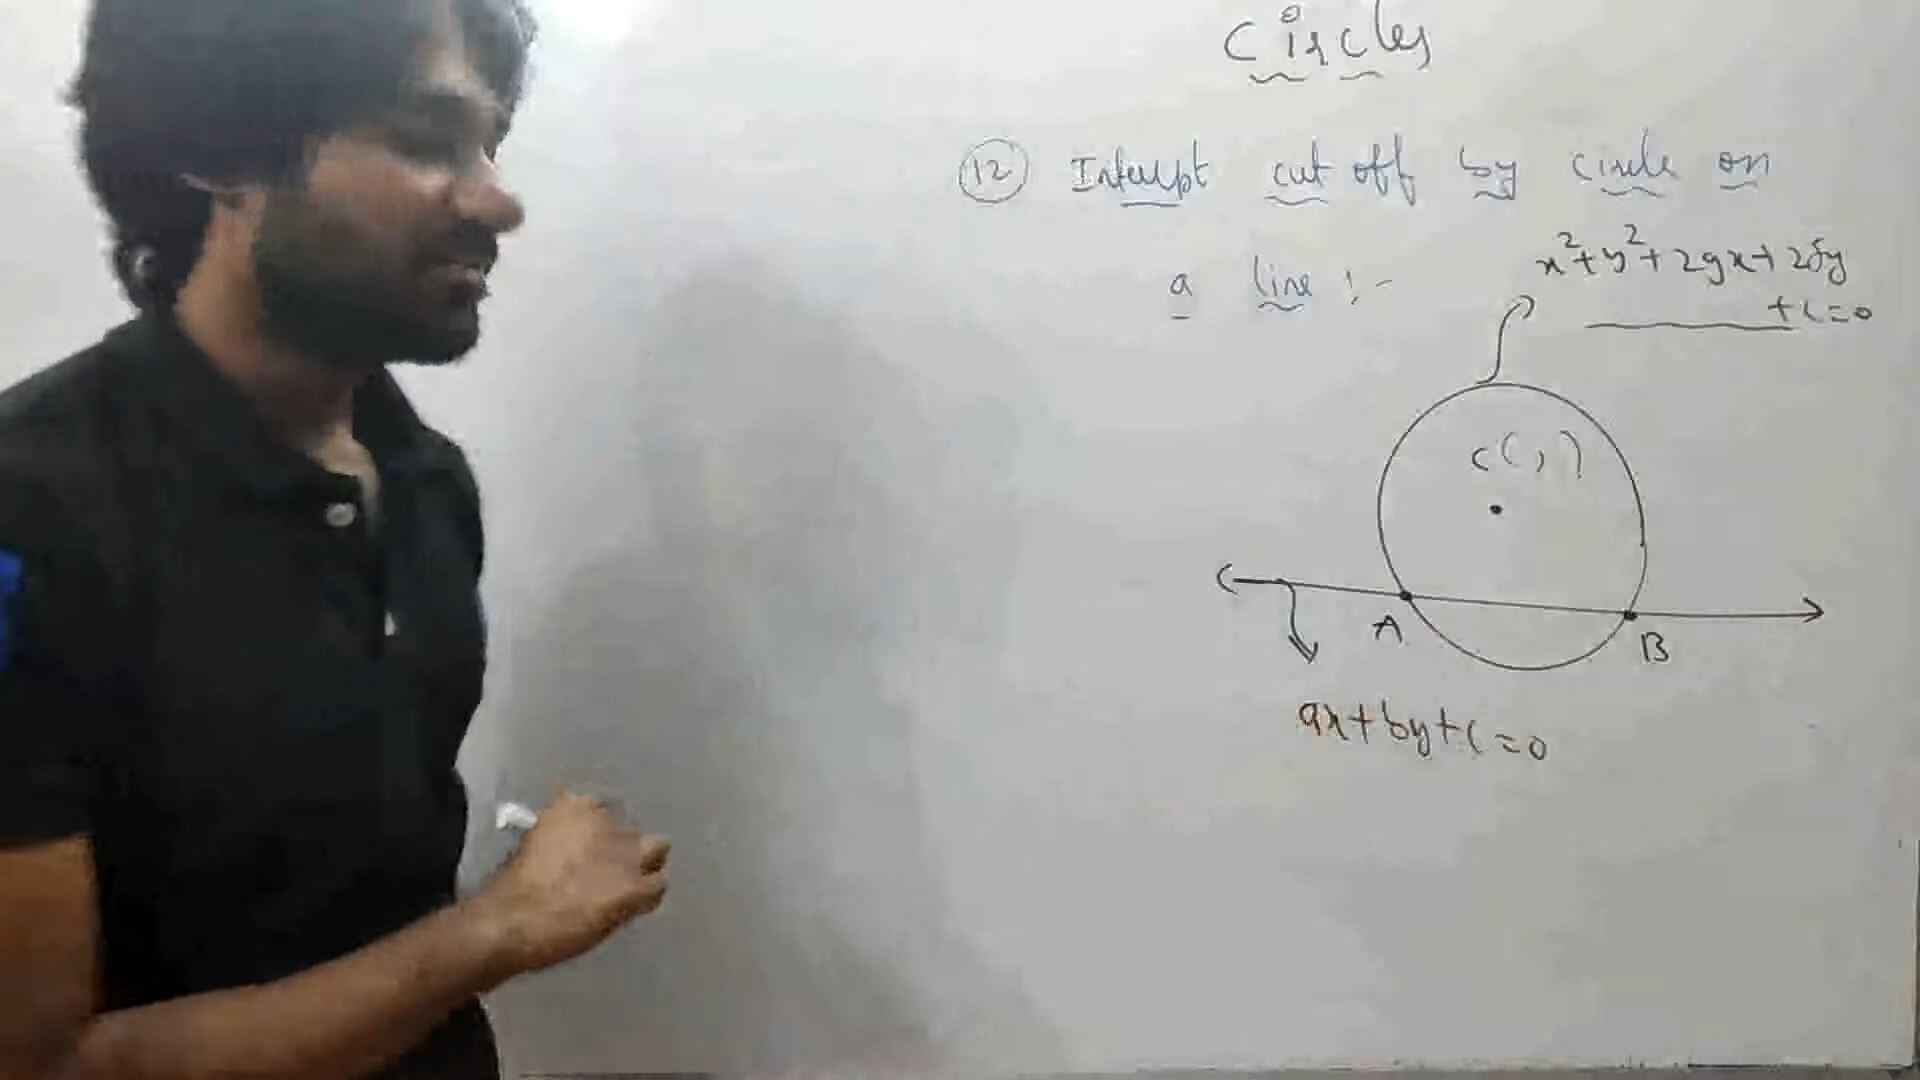 Circles
(12) Intercept cut off by circle on
a line :-
x²+y²+2gx+2fy
+c=0
c( , )
A
B
ax+by+c=0